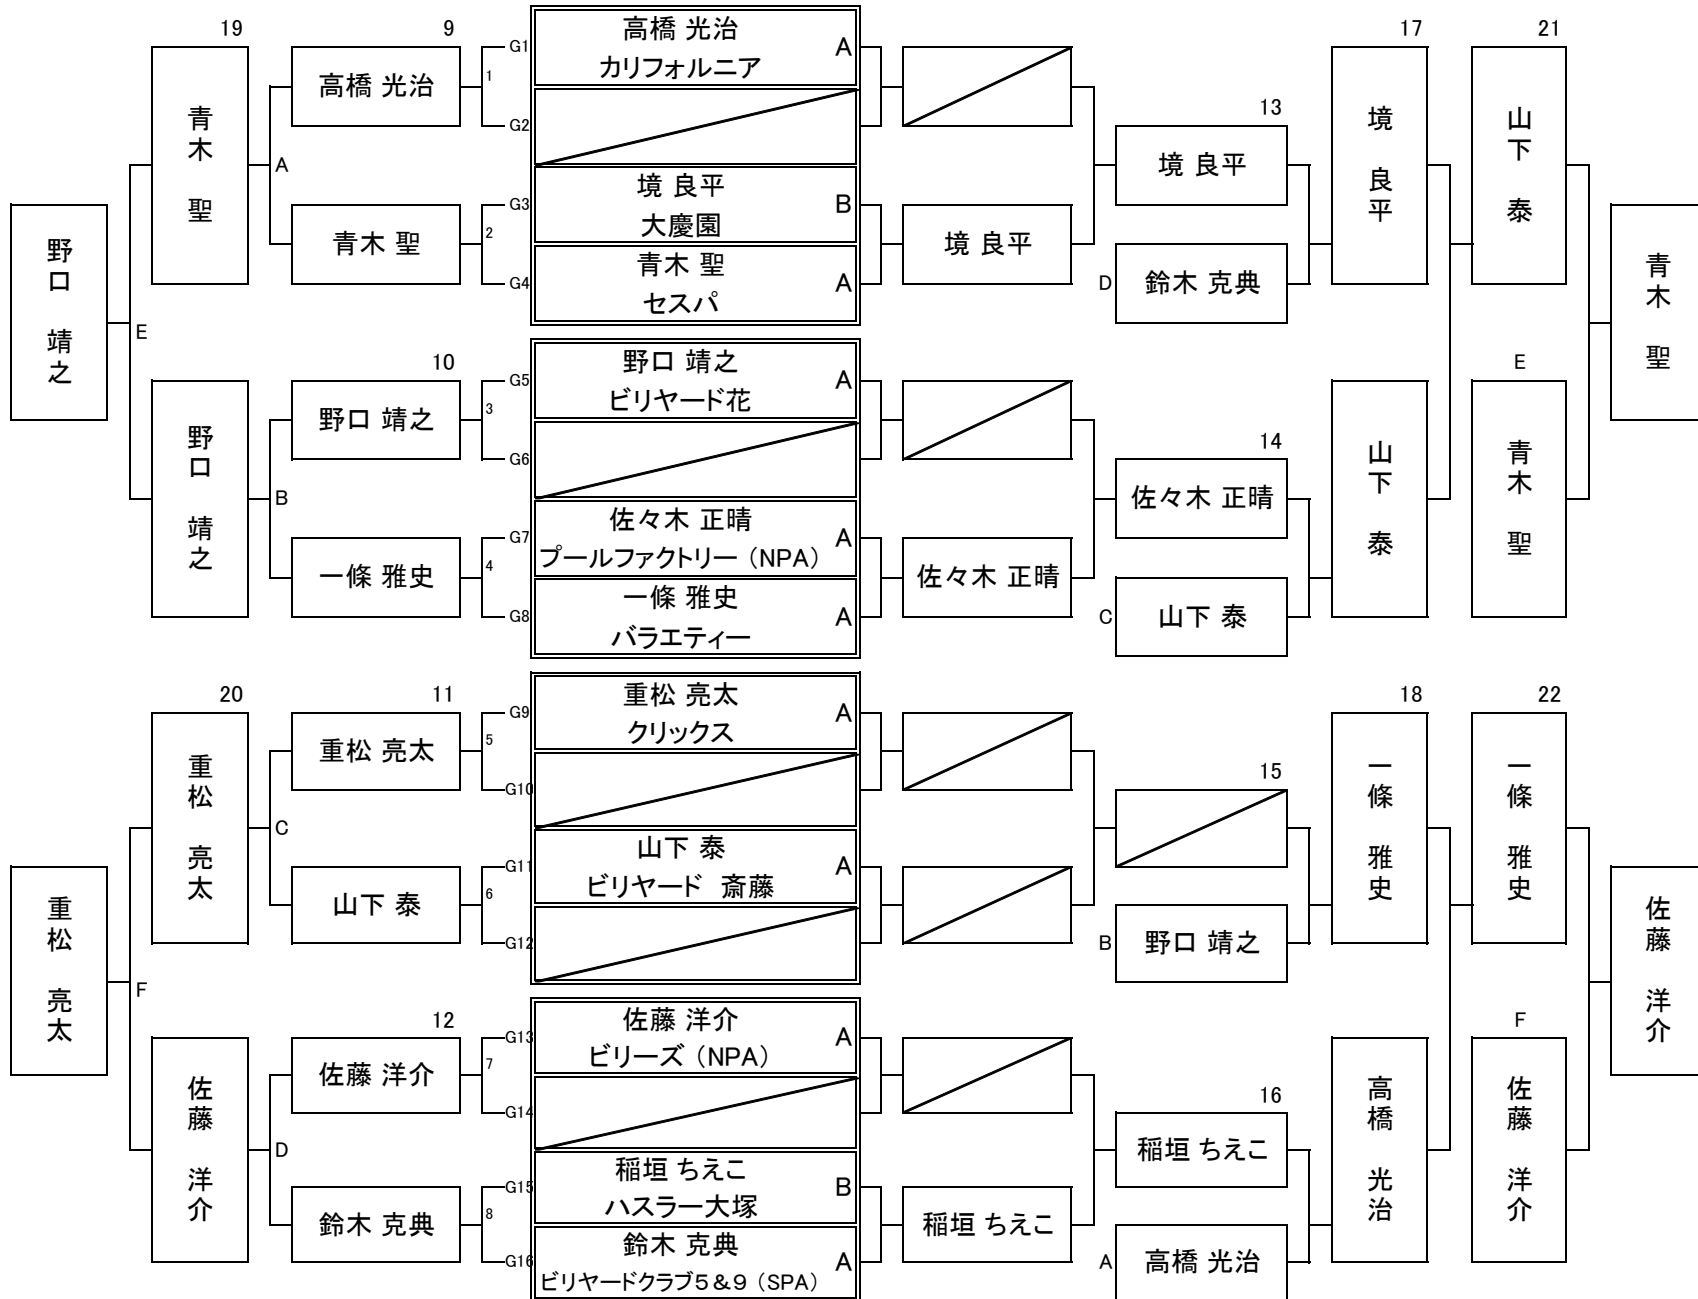 19
9
17
21
G1
高橋 光治
A
カリフォルニア
1
高橋 光治
G2
青木 聖
A
13
境 良平
山下 泰
境 良平
G3
境 良平
B
大慶園
2
青木 聖
境 良平
G4
青木 聖
A
セスパ
D
鈴木 克典
野口 靖之
E
青木 聖
10
G5
野口 靖之
A
ビリヤード花
3
野口 靖之
G6
野口 靖之
B
14
佐々木 正晴
山下 泰
E
青木 聖
G7
佐々木 正晴
A
プールファクトリー（NPA）
4
一條 雅史
佐々木 正晴
G8
一條 雅史
A
バラエティー
C
山下 泰
20
11
18
22
G9
重松 亮太
A
クリックス
5
重松 亮太
G10
重松 亮太
C
15
一條 雅史
一條 雅史
G11
山下 泰
A
ビリヤード　斎藤
6
山下 泰
G12
B
野口 靖之
重松 亮太
F
佐藤 洋介
12
G13
佐藤 洋介
A
ビリーズ（NPA）
7
佐藤 洋介
G14
佐藤 洋介
D
16
稲垣 ちえこ
高橋 光治
F
佐藤 洋介
G15
稲垣 ちえこ
B
ハスラー大塚
8
鈴木 克典
稲垣 ちえこ
G16
鈴木 克典
A
ビリヤードクラブ5＆9（SPA）
A
高橋 光治